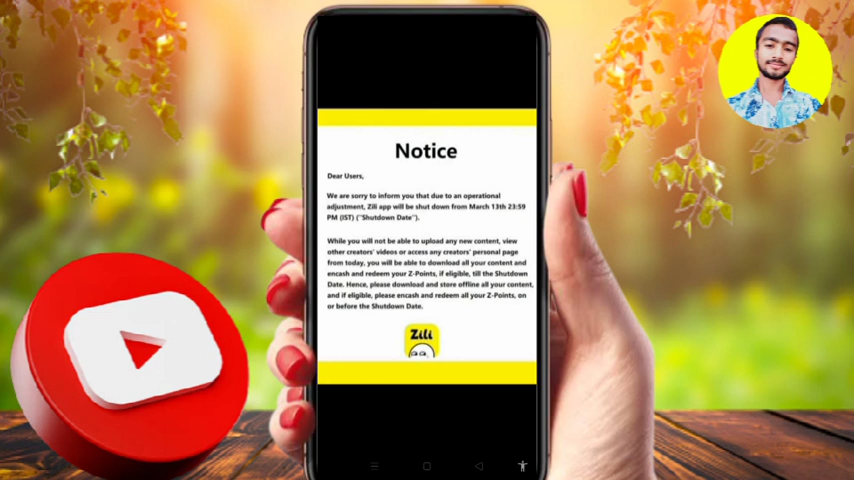 Notice
Dear Users,
We are sorry to inform you that due to an operational
adjustment, Zili app will be shut down from March 13th 23:59
PM (IST) ("Shutdown Date").
While you will not be able to upload any new content, view
other creators' videos or access any creators' personal page
from today, you will be able to download all your content and
encash and redeem your Z-Points, if eligible, till the Shutdown
Date. Hence, please download and store offline all your content,
and if eligible, please encash and redeem all your Z-Points, on
or before the Shutdown Date.
Zili